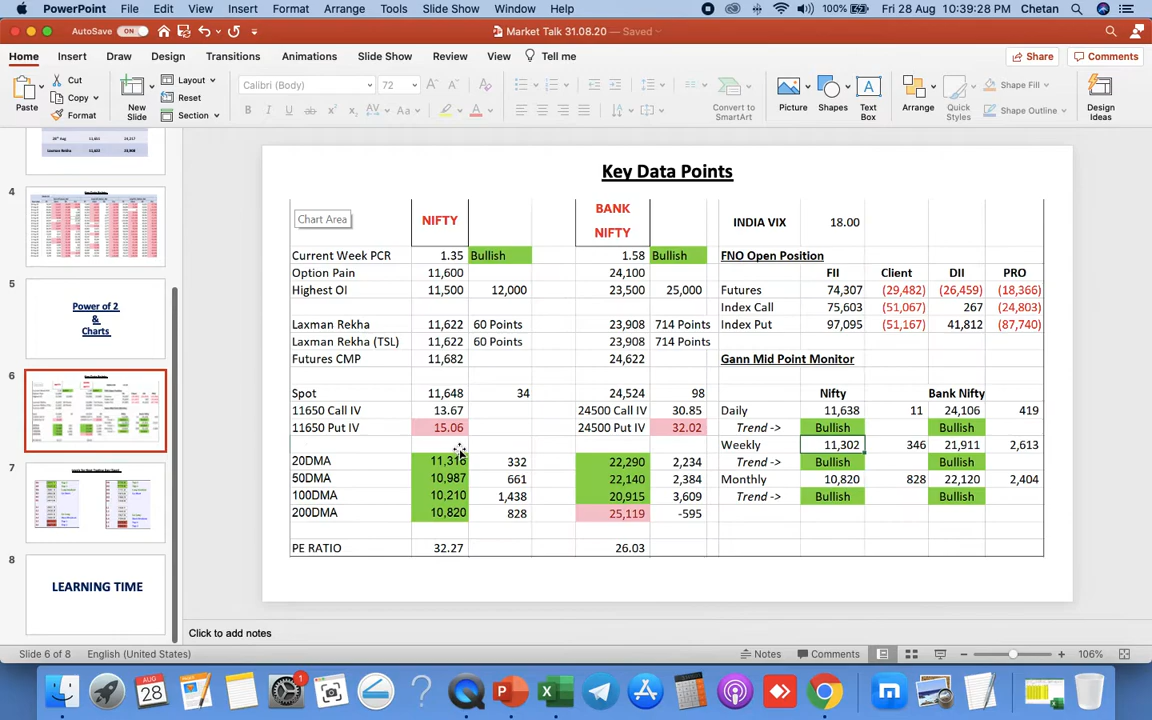 PowerPoint File Edit View Insert Format Arrange Tools Slide Show Window Help 100% Fri 28 Aug 10:39:28 PM Chetan
AutoSave ON Market Talk 31.08.20 — Saved
Home Insert Draw Design Transitions Animations Slide Show Review View Tell me Share Comments
Paste Cut Copy Format New Slide Layout Reset Section Calibri (Body) 72 Convert to SmartArt Picture Shapes Text Box Arrange Quick Styles Shape Fill Shape Outline Design Ideas
4
5
Power of 2
&
Charts
6
7
8
LEARNING TIME
Key Data Points
Chart Area NIFTY BANK NIFTY INDIA VIX 18.00
Current Week PCR 1.35 Bullish 1.58 Bullish FNO Open Position
Option Pain 11,600 24,100 FII Client DII PRO
Highest OI 11,500 12,000 23,500 25,000 Futures 74,307 (29,482) (26,459) (18,366)
Index Call 75,603 (51,067) 267 (24,803)
Laxman Rekha 11,622 60 Points 23,908 714 Points Index Put 97,095 (51,167) 41,812 (87,740)
Laxman Rekha (TSL) 11,622 60 Points 23,908 714 Points
Futures CMP 11,682 24,622 Gann Mid Point Monitor
Spot 11,648 34 24,524 98 Nifty Bank Nifty
11650 Call IV 13.67 24500 Call IV 30.85 Daily 11,638 11 24,106 419
11650 Put IV 15.06 24500 Put IV 32.02 Trend -> Bullish Bullish
Weekly 11,302 346 21,911 2,613
20DMA 11,316 332 22,290 2,234 Trend -> Bullish Bullish
50DMA 10,987 661 22,140 2,384 Monthly 10,820 828 22,120 2,404
100DMA 10,210 1,438 20,915 3,609 Trend -> Bullish Bullish
200DMA 10,820 828 25,119 -595
PE RATIO 32.27 26.03
Click to add notes
Slide 6 of 8 English (United States) Notes Comments 106%
AUG 28 1